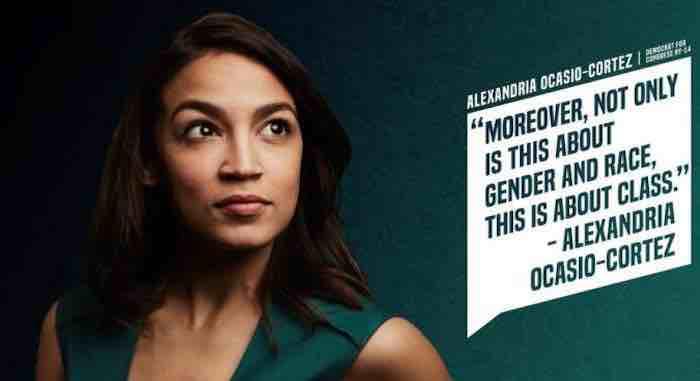 ALEXANDRIA OCASIO-CORTEZ | DEMOCRAT FOR
CONGRESS NY-14
“MOREOVER, NOT ONLY
IS THIS ABOUT
GENDER AND RACE,
THIS IS ABOUT CLASS.”
- ALEXANDRIA
OCASIO-CORTEZ